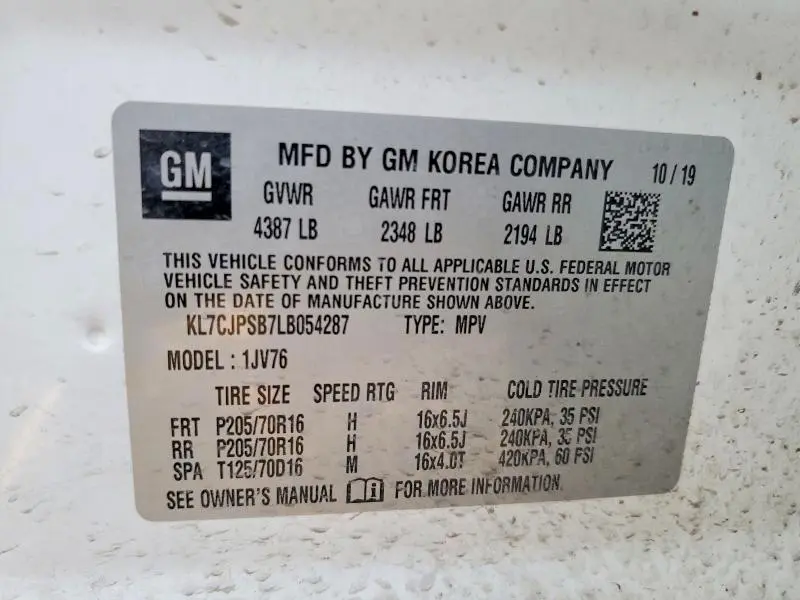 GM MFD BY GM KOREA COMPANY 10/19
GVWR GAWR FRT GAWR RR
4387 LB 2348 LB 2194 LB
THIS VEHICLE CONFORMS TO ALL APPLICABLE U.S. FEDERAL MOTOR
VEHICLE SAFETY AND THEFT PREVENTION STANDARDS IN EFFECT
ON THE DATE OF MANUFACTURE SHOWN ABOVE.
KL7CJPSB7LB054287 TYPE: MPV
MODEL : 1JV76
TIRE SIZE SPEED RTG RIM COLD TIRE PRESSURE
FRT P205/70R16 H 16x6.5J 240KPA, 35 PSI
RR P205/70R16 H 16x6.5J 240KPA, 35 PSI
SPA T125/70D16 M 16x4.0T 420KPA, 60 PSI
SEE OWNER'S MANUAL FOR MORE INFORMATION.